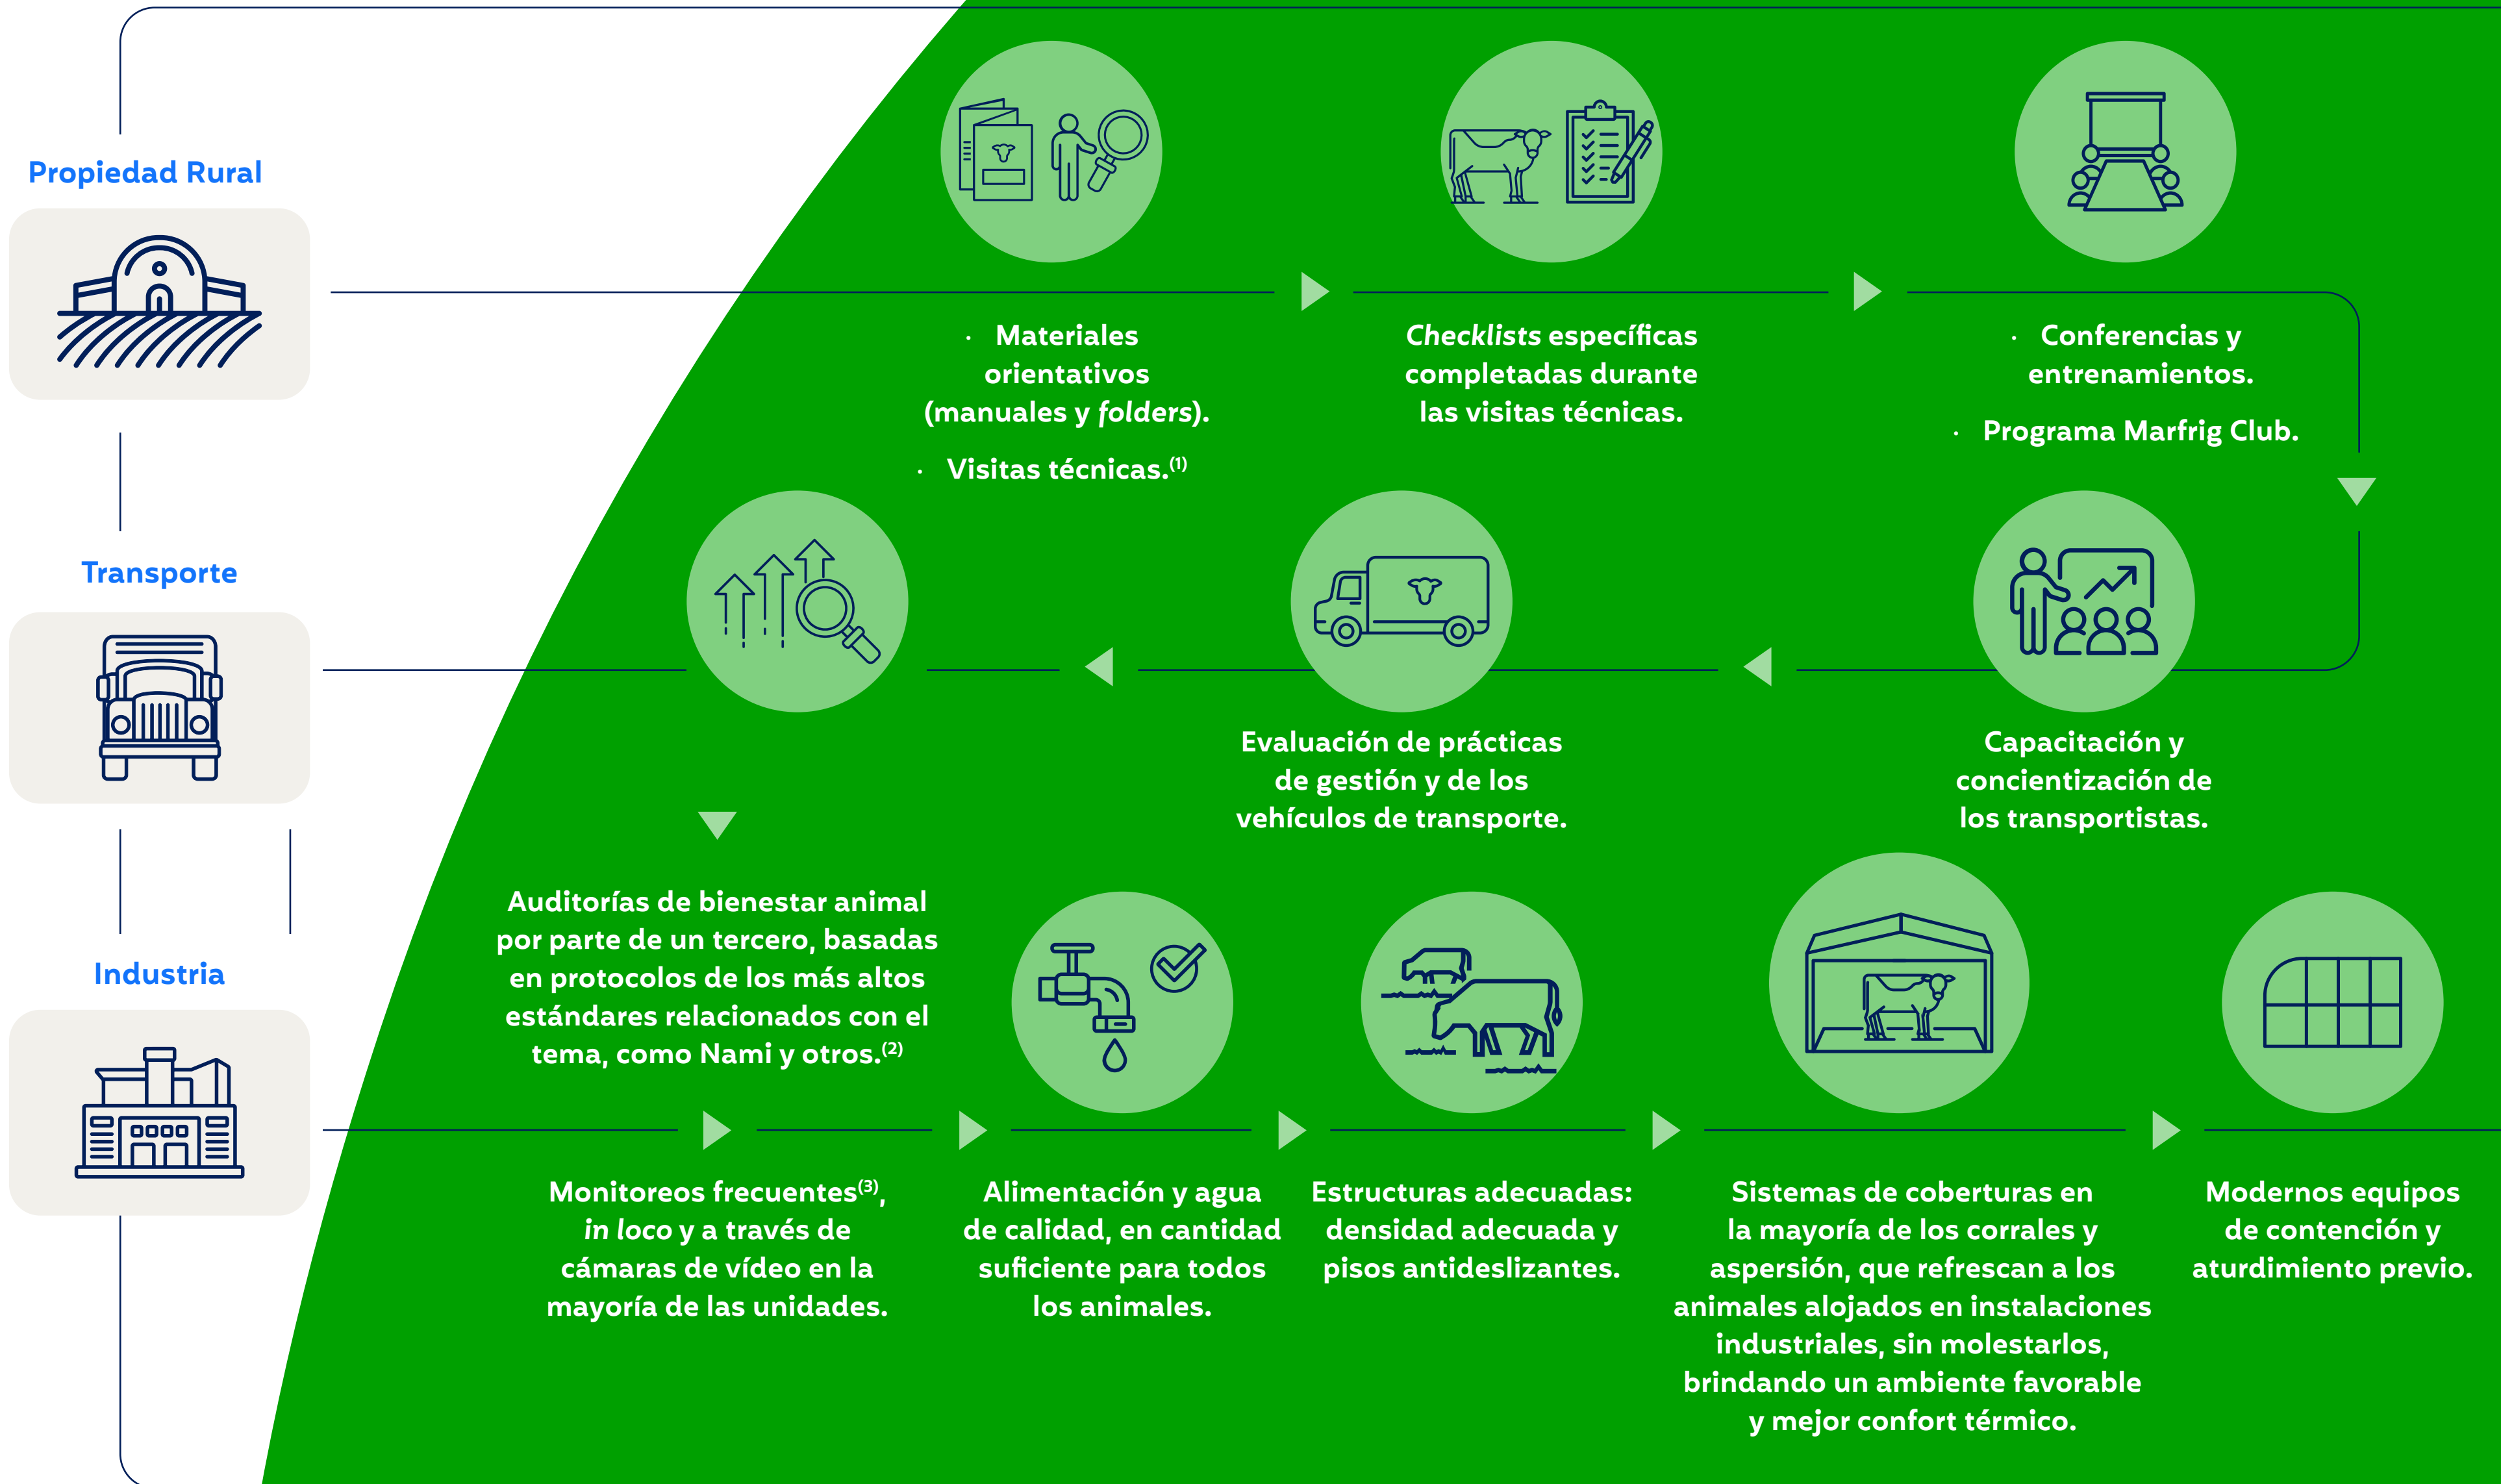 Propiedad Rural
· Materiales
orientativos
(manuales y folders).
· Visitas técnicas.(1)
Checklists específicas
completadas durante
las visitas técnicas.
· Conferencias y
entrenamientos.
· Programa Marfrig Club.
Transporte
Capacitación y
concientización de
los transportistas.
Evaluación de prácticas
de gestión y de los
vehículos de transporte.
Auditorías de bienestar animal
por parte de un tercero, basadas
en protocolos de los más altos
estándares relacionados con el
tema, como Nami y otros.(2)
Industria
Monitoreos frecuentes(3),
in loco y a través de
cámaras de vídeo en la
mayoría de las unidades.
Alimentación y agua
de calidad, en cantidad
suficiente para todos
los animales.
Estructuras adecuadas:
densidad adecuada y
pisos antideslizantes.
Sistemas de coberturas en
la mayoría de los corrales y
aspersión, que refrescan a los
animales alojados en instalaciones
industriales, sin molestarlos,
brindando un ambiente favorable
y mejor confort térmico.
Modernos equipos
de contención y
aturdimiento previo.